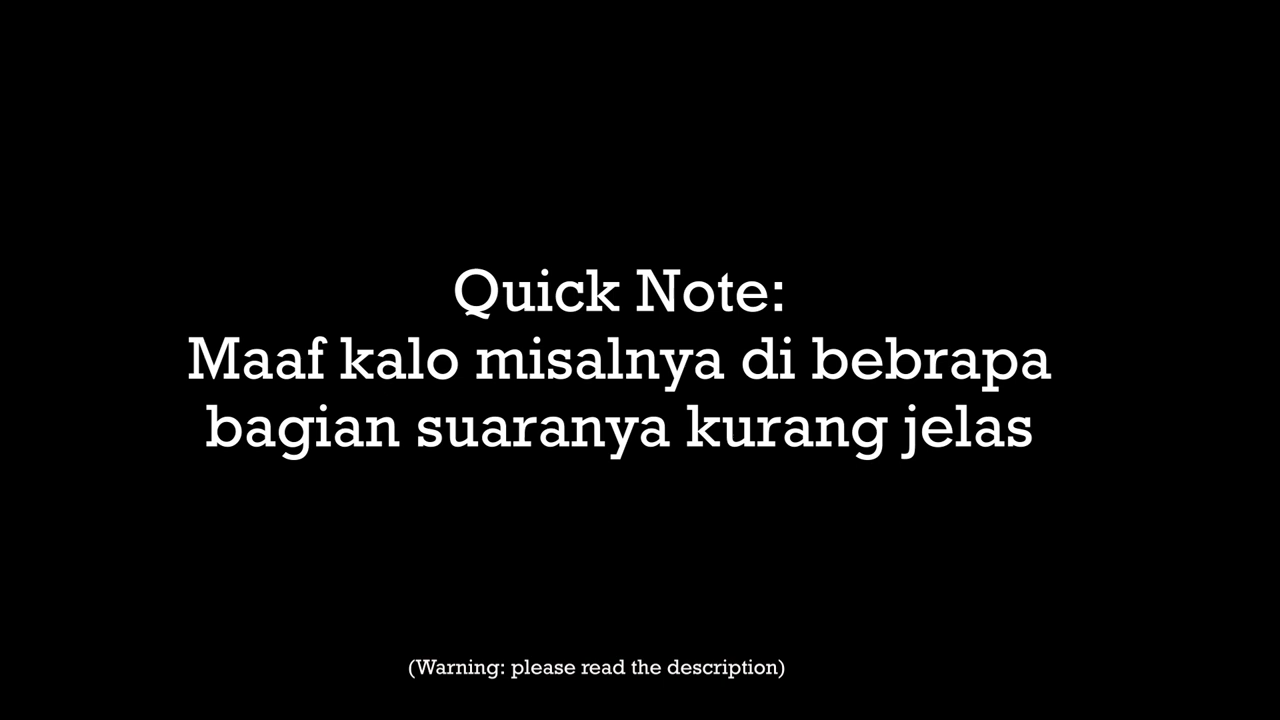 Quick Note:
Maaf kalo misalnya di bebrapa
bagian suaranya kurang jelas
(Warning: please read the description)